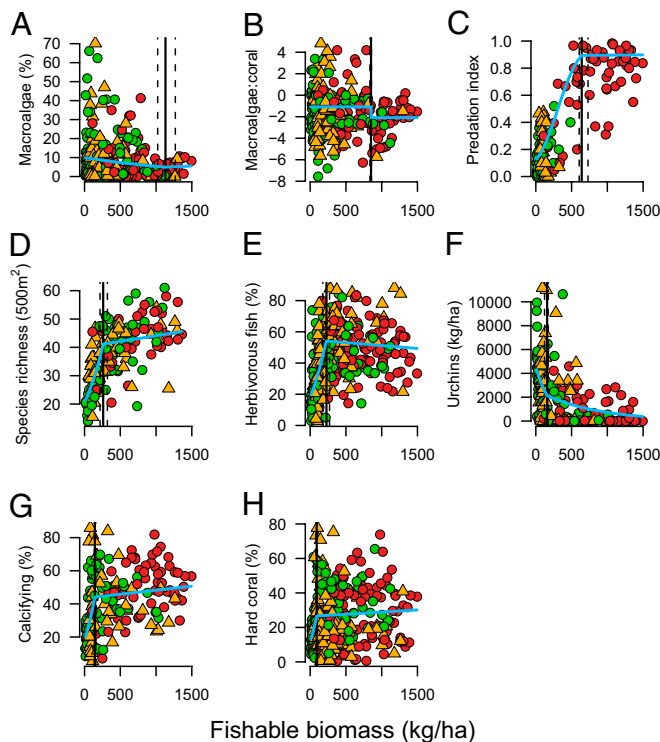 A
Macroalgae (%)
70
60
50
40
30
20
10
0
0 500 1500
B
Macroalgae:coral
4
2
0
−2
−4
−6
−8
0 500 1500
C
Predation index
1.0
0.8
0.6
0.4
0.2
0.0
0 500 1500
D
Species richness (500m²)
60
50
40
30
20
0 500 1500
E
Herbivorous fish (%)
80
60
40
20
0
0 500 1500
F
Urchins (kg/ha)
10000
8000
6000
4000
2000
0
0 500 1500
G
Calcifying (%)
80
60
40
20
0 500 1500
H
Hard coral (%)
80
60
40
20
0
0 500 1500
Fishable biomass (kg/ha)